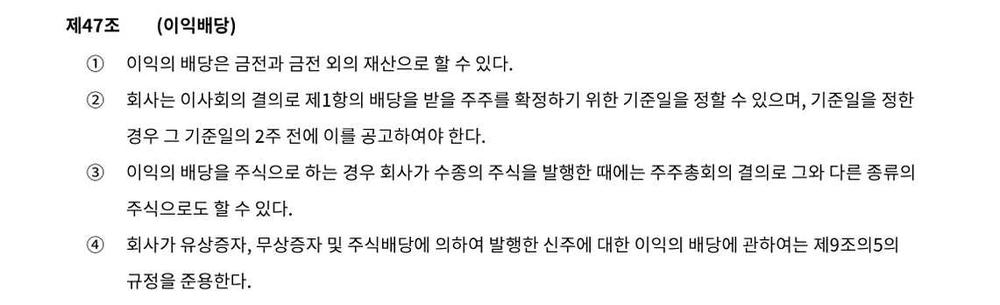 제47조 (이익배당)
① 이익의 배당은 금전과 금전 외의 재산으로 할 수 있다.
② 회사는 이사회의 결의로 제1항의 배당을 받을 주주를 확정하기 위한 기준일을 정할 수 있으며, 기준일을 정한
경우 그 기준일의 2주 전에 이를 공고하여야 한다.
③ 이익의 배당을 주식으로 하는 경우 회사가 수종의 주식을 발행한 때에는 주주총회의 결의로 그와 다른 종류의
주식으로도 할 수 있다.
④ 회사가 유상증자, 무상증자 및 주식배당에 의하여 발행한 신주에 대한 이익의 배당에 관하여는 제9조의5의
규정을 준용한다.